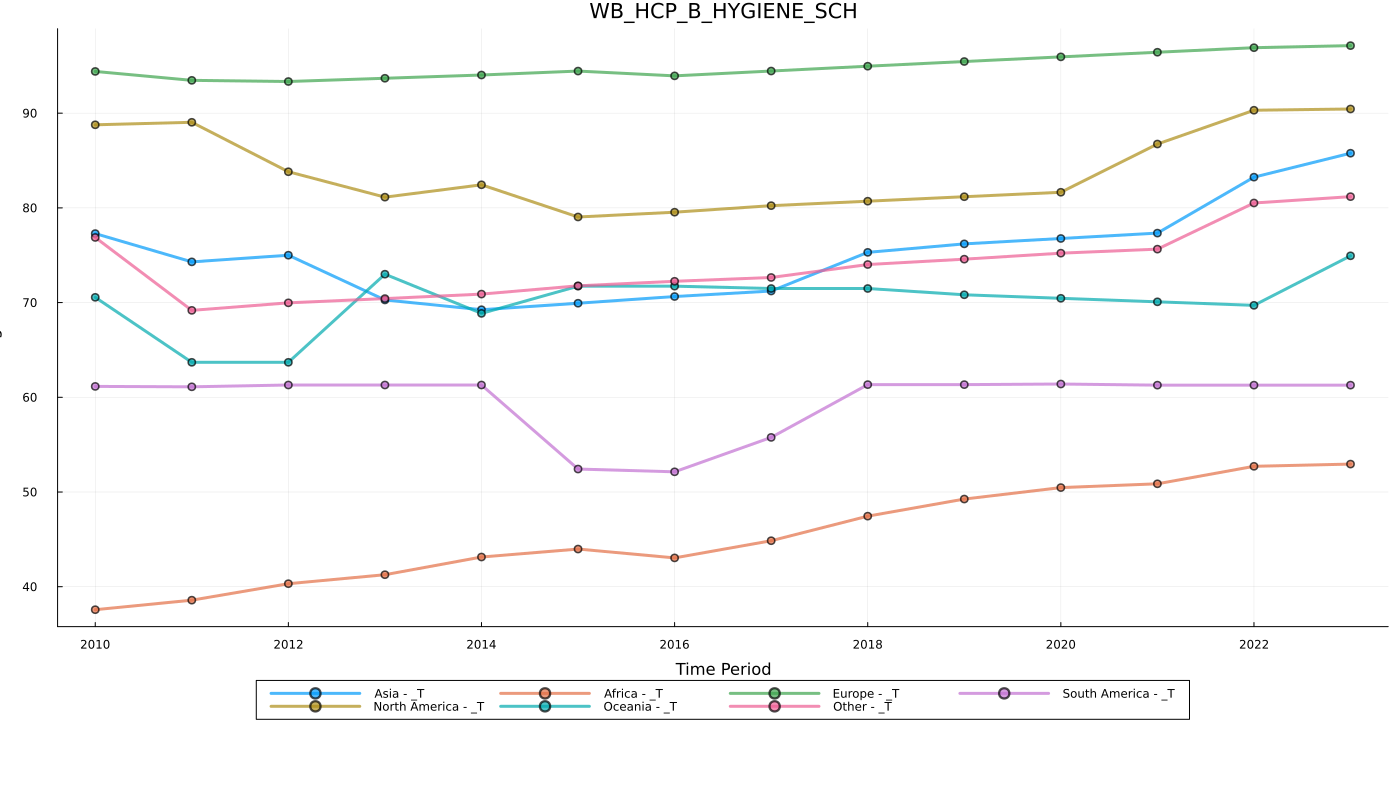 WB_HCP_B_HYGIENE_SCH
90
80
70
60
50
40
2010 2012 2014 2016 2018 2020 2022
Time Period
Asia - _T Africa - _T Europe - _T South America - _T
North America - _T Oceania - _T Other - _T